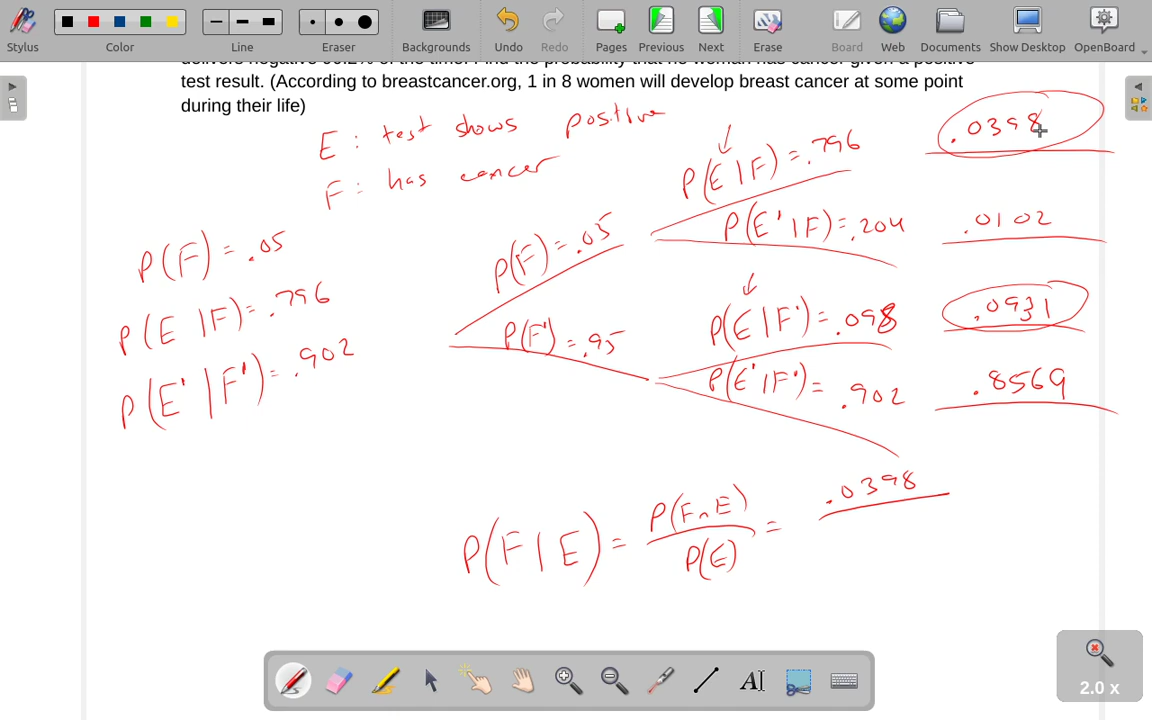 Stylus Color Line Eraser Backgrounds Undo Redo Pages Previous Next Erase Board Web Documents Show Desktop OpenBoard
test result. (According to breastcancer.org, 1 in 8 women will develop breast cancer at some point
during their life)
E : test shows positive
F : has cancer
P(F) = .05
P(E | F) = .796
P(E' | F') = .902
P(F) = .05
P(F') = .95
P(E | F) = .796
P(E' | F) = .204
P(E | F') = .098
P(E' | F') = .902
.0398
.0102
.0931
.8569
P(F | E) = P(F ∩ E) / P(E) = .0398
2.0 x